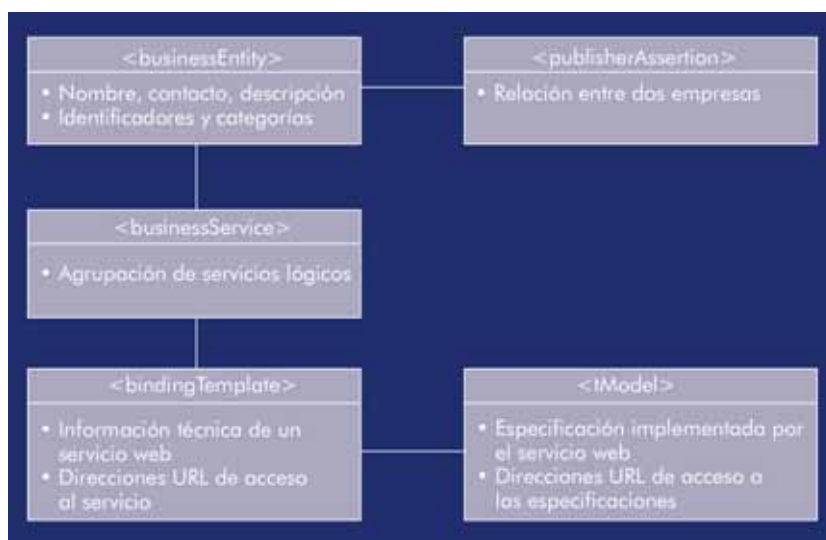 <businessEntity>
• Nombre, contacto, descripción
• Identificadores y categorías
<publisherAssertion>
• Relación entre dos empresas
<businessService>
• Agrupación de servicios lógicos
<bindingTemplate>
• Información técnica de un
servicio web
• Direcciones URL de acceso
al servicio
<tModel>
• Especificación implementada por
el servicio web
• Direcciones URL de acceso a
las especificaciones